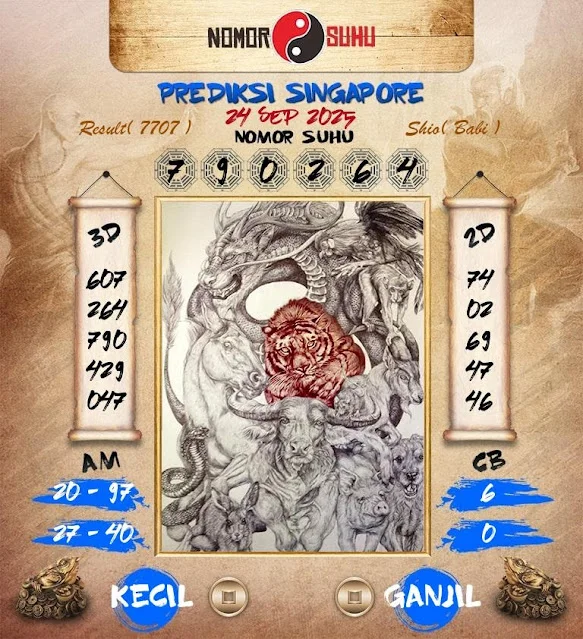 NOMOR SUHU
PREDIKSI SINGAPORE
24 SEP 2025
Result( 7707 )
NOMOR SUHU
Shio( Babi )
7 9 0 2 6 4
3D
607
264
790
429
047
2D
74
02
69
47
46
AM
20 - 97
27 - 40
CB
6
0
KECIL
GANJIL